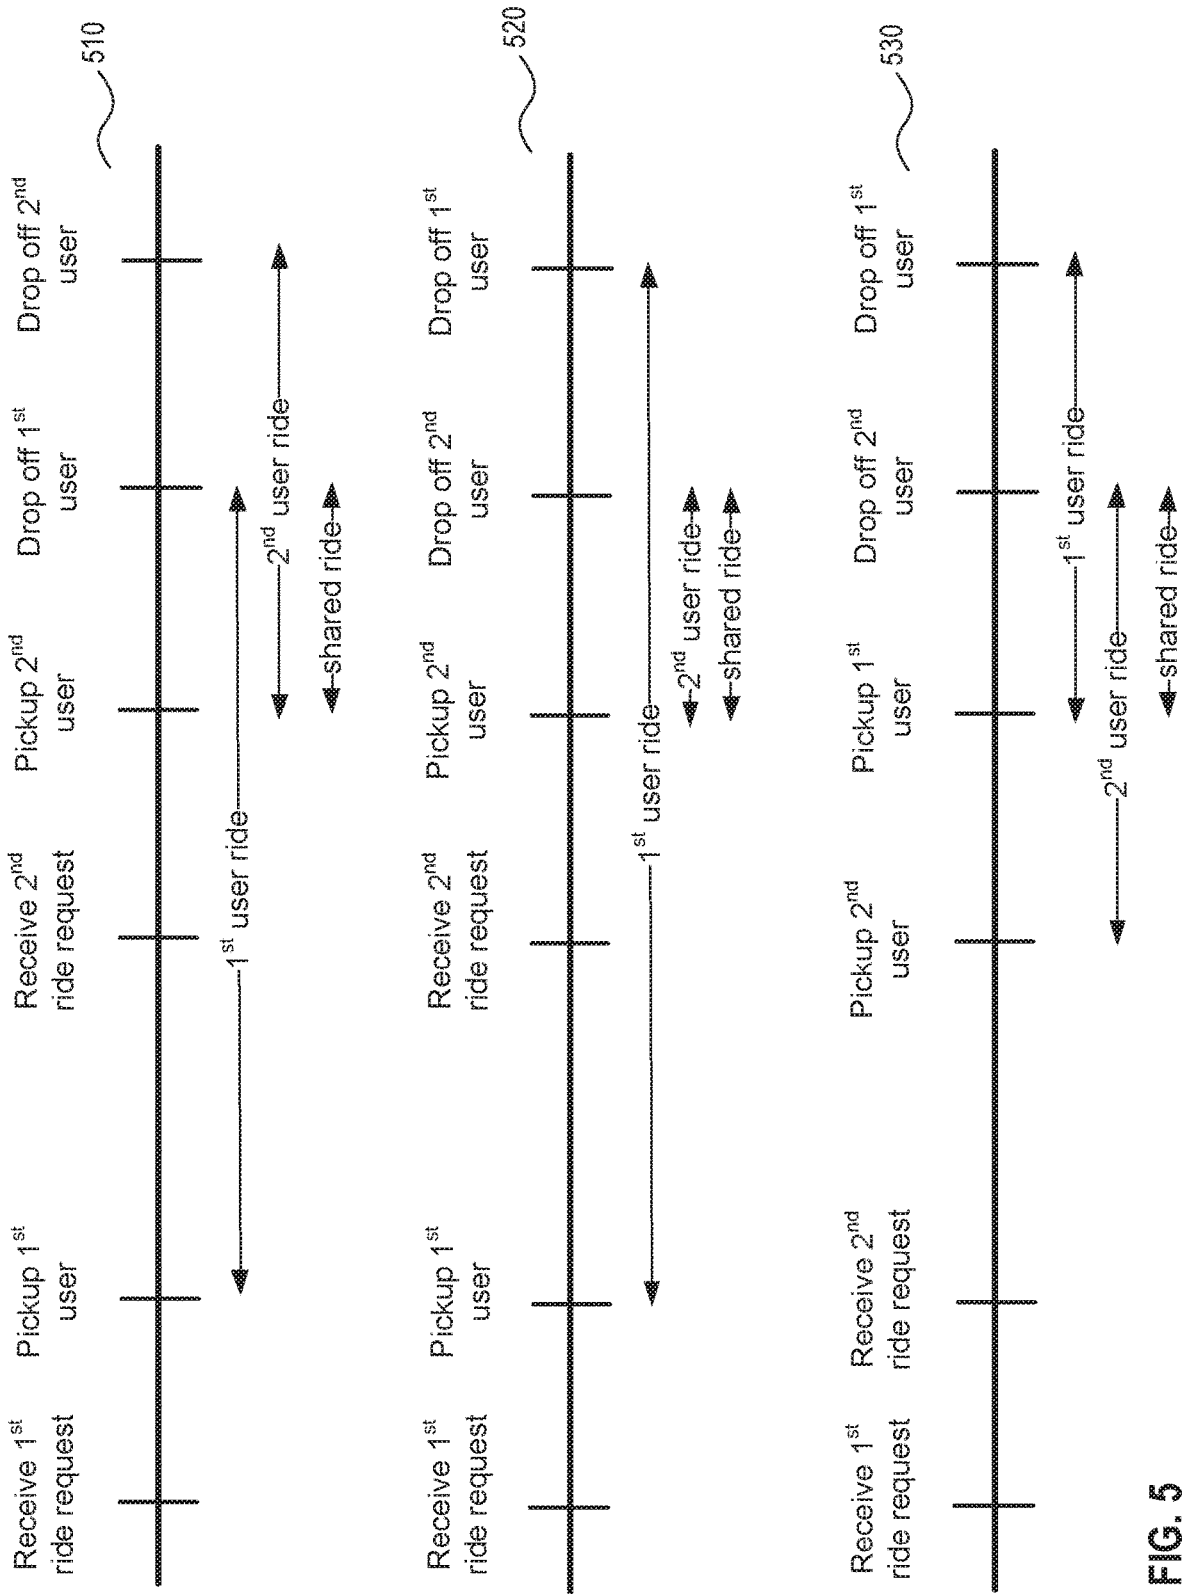 Receive 1st
ride request
Pickup 1st
user
Receive 2nd
ride request
Pickup 2nd
user
Drop off 1st
user
Drop off 2nd
user
510
1st user ride
2nd user ride
shared ride
Receive 1st
ride request
Pickup 1st
user
Receive 2nd
ride request
Pickup 2nd
user
Drop off 2nd
user
Drop off 1st
user
520
1st user ride
2nd user ride
shared ride
Receive 1st
ride request
Receive 2nd
ride request
Pickup 2nd
user
Pickup 1st
user
Drop off 2nd
user
Drop off 1st
user
530
1st user ride
2nd user ride
shared ride
FIG. 5